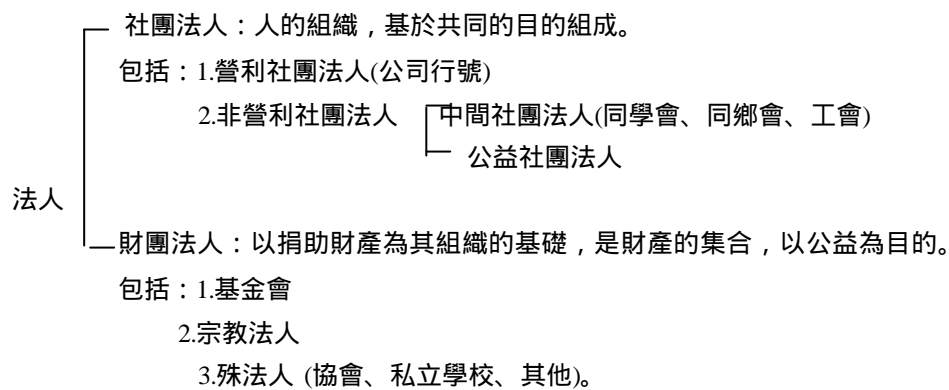 社團法人：人的組織，基於共同的目的組成。
包括：1.營利社團法人(公司行號)
2.非營利社團法人 中間社團法人(同學會、同鄉會、工會)
公益社團法人
法人
財團法人：以捐助財產為其組織的基礎，是財產的集合，以公益為目的。
包括：1.基金會
2.宗教法人
3.殊法人 (協會、私立學校、其他)。